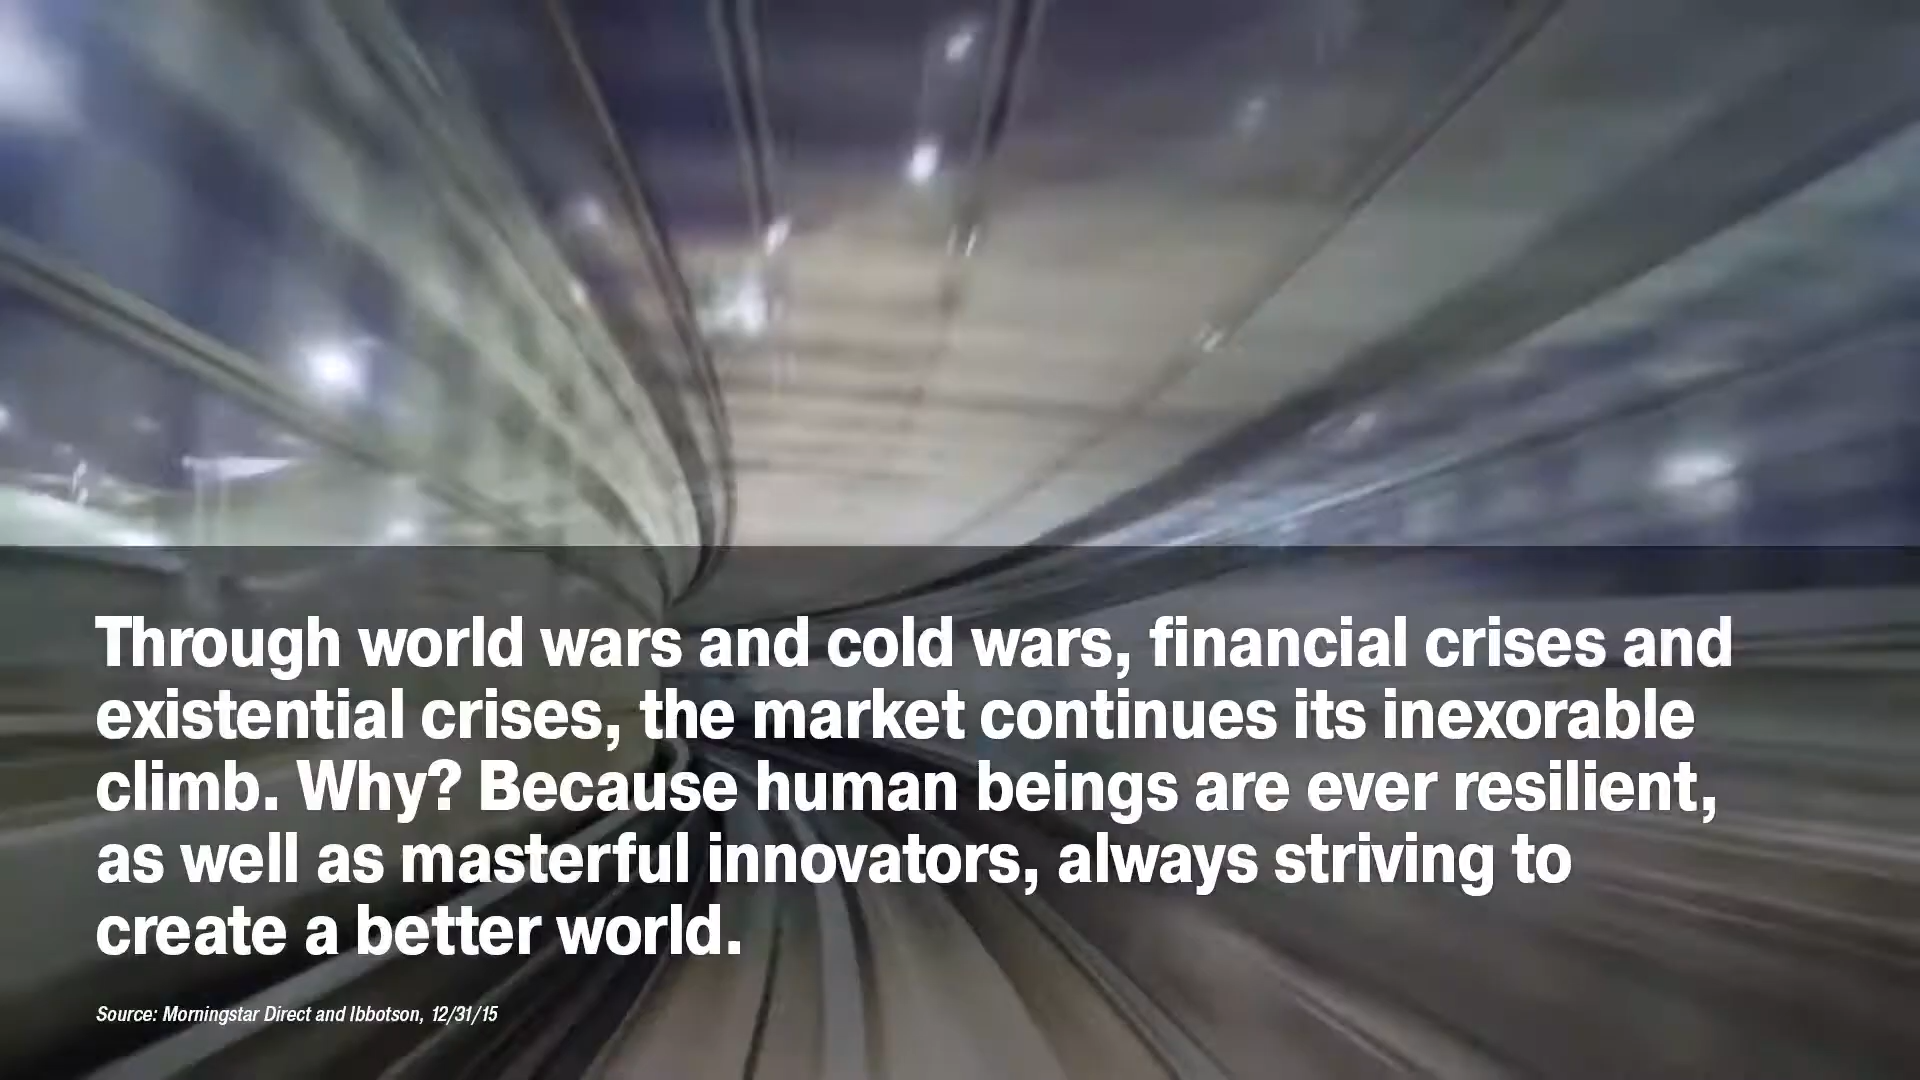 Through world wars and cold wars, financial crises and
existential crises, the market continues its inexorable
climb. Why? Because human beings are ever resilient,
as well as masterful innovators, always striving to
create a better world.
Source: Morningstar Direct and Ibbotson, 12/31/15